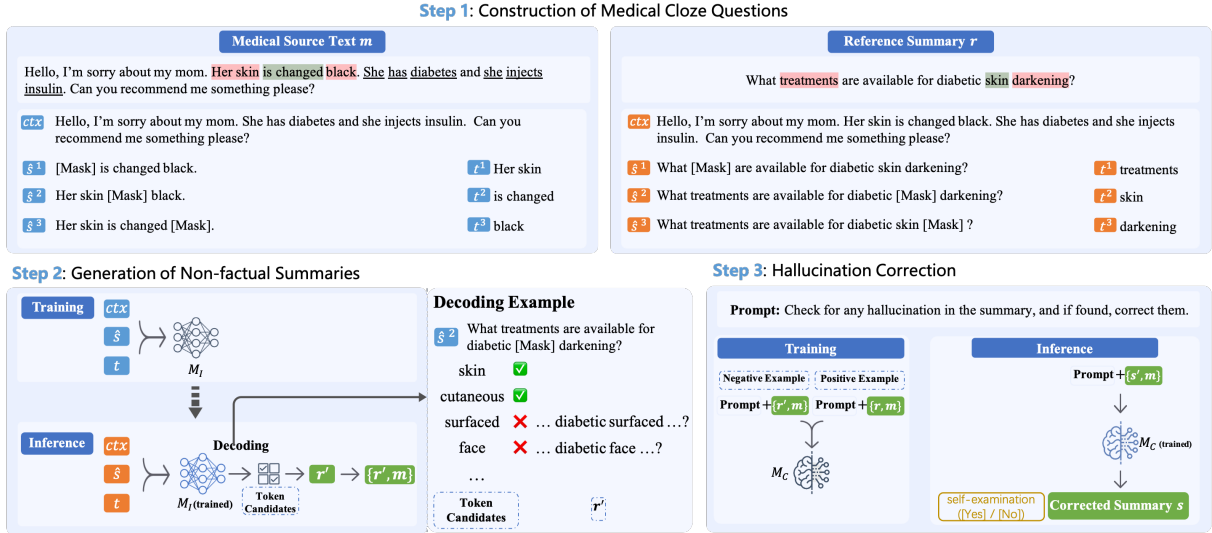 Step 1: Construction of Medical Cloze Questions
Medical Source Text m
Hello, I'm sorry about my mom. Her skin is changed black. She has diabetes and she injects
insulin. Can you recommend me something please?
ctx Hello, I'm sorry about my mom. She has diabetes and she injects insulin. Can you
recommend me something please?
ŝ¹ [Mask] is changed black. t¹ Her skin
ŝ² Her skin [Mask] black. t² is changed
ŝ³ Her skin is changed [Mask]. t³ black
Reference Summary r
What treatments are available for diabetic skin darkening?
ctx Hello, I'm sorry about my mom. Her skin is changed black. She has diabetes and she injects
insulin. Can you recommend me something please?
ŝ¹ What [Mask] are available for diabetic skin darkening? t¹ treatments
ŝ² What treatments are available for diabetic [Mask] darkening? t² skin
ŝ³ What treatments are available for diabetic skin [Mask] ? t³ darkening
Step 2: Generation of Non-factual Summaries
Training
ctx
ŝ
t
M_I
Inference
ctx
ŝ
t
M_I (trained)
Decoding
Token
Candidates
r′
{r′, m}
Decoding Example
ŝ² What treatments are available for
diabetic [Mask] darkening?
skin ✅
cutaneous ✅
surfaced ❌ … diabetic surfaced …?
face ❌ … diabetic face …?
…
Token
Candidates
r′
Step 3: Hallucination Correction
Prompt: Check for any hallucination in the summary, and if found, correct them.
Training
Negative Example Positive Example
Prompt+{r′, m} Prompt+{r, m}
M_C
Inference
Prompt+{s′, m}
M_C (trained)
self-examination
([Yes] / [No])
Corrected Summary s